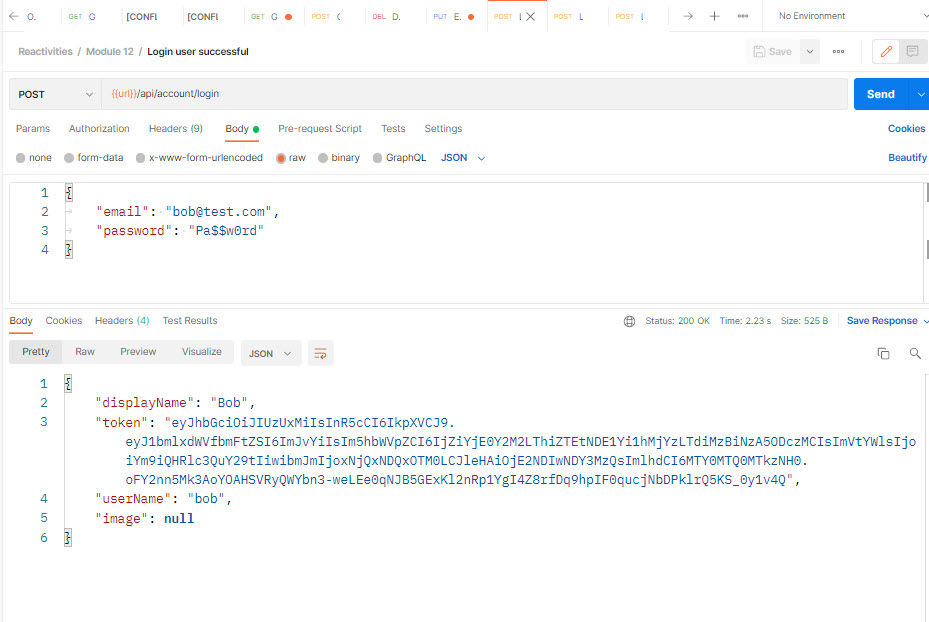 O.
GET G
[CONFL
[CONFL
GET G
POST
DEL D.
PUT E.
POST
POST L
POST
No Environment
Reactivities / Module 12 / Login user successful
Save
POST
{{url}}/api/account/login
Send
Params Authorization Headers (9) Body Pre-request Script Tests Settings
Cookies
none form-data x-www-form-urlencoded raw binary GraphQL JSON
Beautify
1 {
2 "email": "bob@test.com",
3 "password": "Pa$$w0rd"
4 }
Body Cookies Headers (4) Test Results
Status: 200 OK Time: 2.23 s Size: 525 B Save Response
Pretty Raw Preview Visualize JSON
1 {
2 "displayName": "Bob",
3 "token": "eyJhbGciOiJIUzUxMiIsInR5cCI6IkpXVCJ9.
eyJ1bmlxdWVfbmFtZSI6ImJvYiIsIm5hbWVpZCI6IjZiYjE0Y2M2LThiZTEtNDE1Yi1hMjYzLTdiMzBiNzA5ODczMCIsImVtYWlsIjo
iYm9iQHRlc3QuY29tIiwibmJmIjoxNjQxNDQxOTM0LCJleHAiOjE2NDIwNDY3MzQsImlhdCI6MTY0MTQ0MTkzNH0.
oFY2nn5Mk3AoYOAHSVRyQWYbn3-weLEe0qNJB5GExKl2nRp1YgI4Z8rfDq9hpIF0qucjNbDPklrQ5KS_0y1v4Q",
4 "userName": "bob",
5 "image": null
6 }